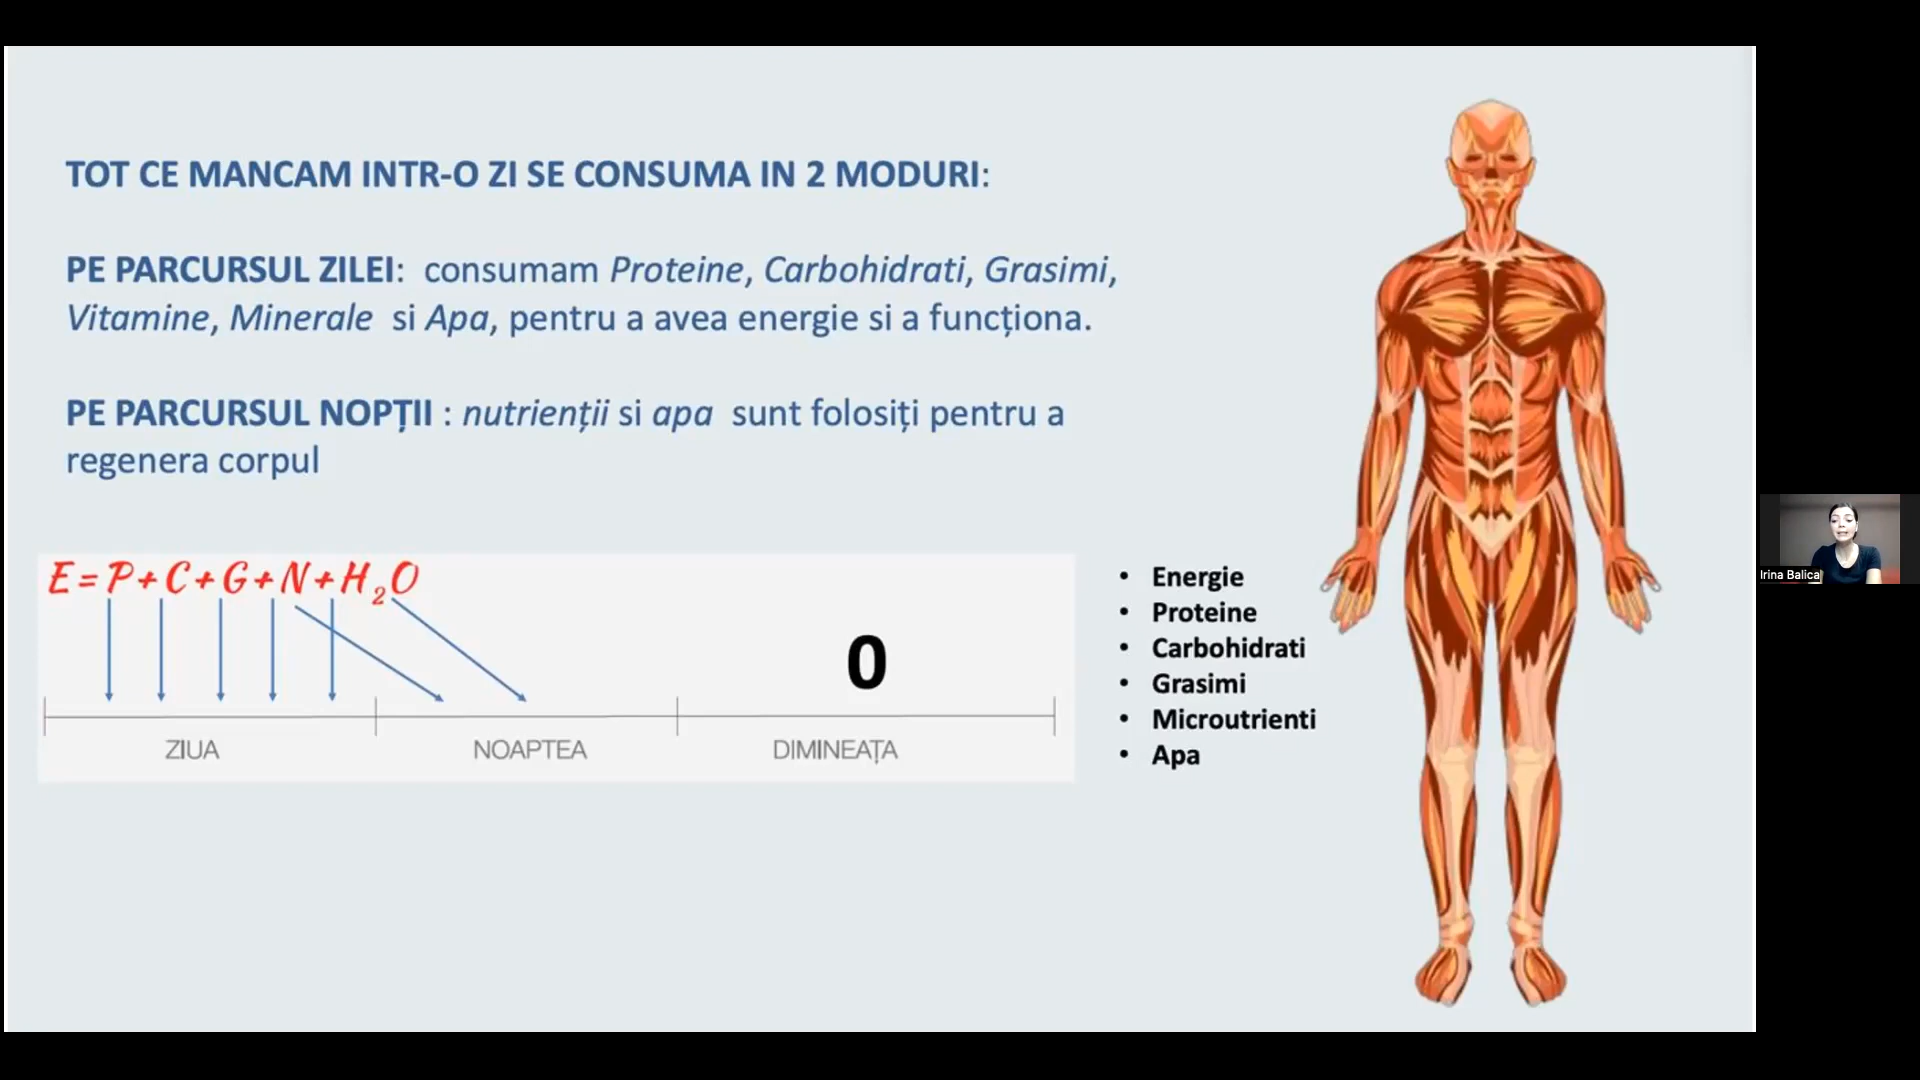 TOT CE MANCAM INTR-O ZI SE CONSUMA IN 2 MODURI:
PE PARCURSUL ZILEI: consumam Proteine, Carbohidrati, Grasimi,
Vitamine, Minerale si Apa, pentru a avea energie si a funcționa.
PE PARCURSUL NOPȚII : nutrienții si apa sunt folosiți pentru a
regenera corpul
E=P+C+G+N+H₂O
0
ZIUA
NOAPTEA
DIMINEAȚA
• Energie
• Proteine
• Carbohidrati
• Grasimi
• Microutrienti
• Apa
Irina Balica